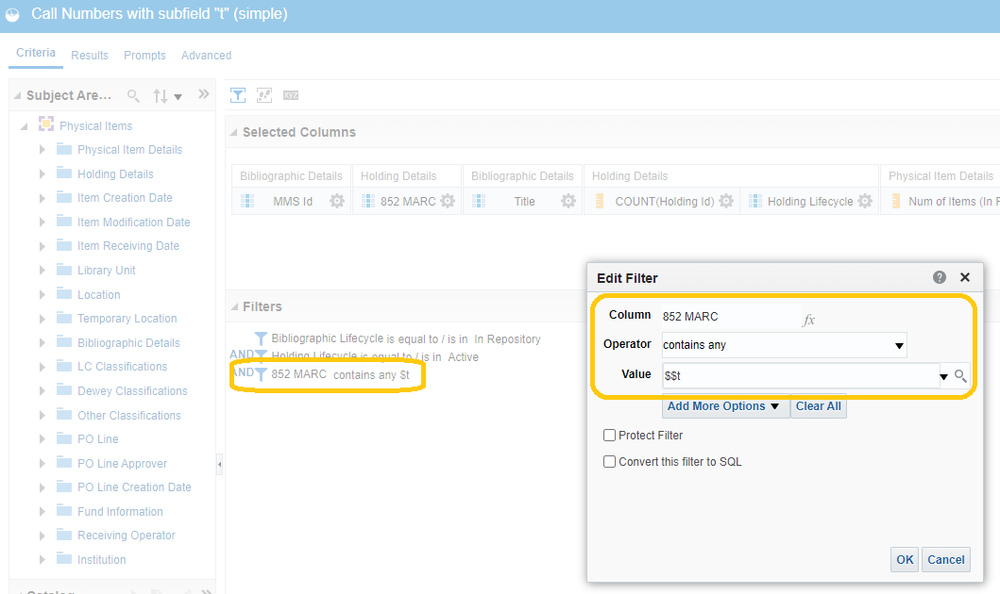 Call Numbers with subfield "t" (simple)
Criteria Results Prompts Advanced
Subject Are...
Physical Items
Physical Item Details
Holding Details
Item Creation Date
Item Modification Date
Item Receiving Date
Library Unit
Location
Temporary Location
Bibliographic Details
LC Classifications
Dewey Classifications
Other Classifications
PO Line
PO Line Approver
PO Line Creation Date
Fund Information
Receiving Operator
Institution
Catalog
xyz
Selected Columns
Bibliographic Details Holding Details Bibliographic Details Holding Details Physical Item Details
MMS Id 852 MARC Title COUNT(Holding Id) Holding Lifecycle Num of Items (In
Filters
Bibliographic Lifecycle is equal to / is in In Repository
AND Holding Lifecycle is equal to / is in Active
AND 852 MARC contains any $t
Edit Filter
Column 852 MARC fx
Operator contains any
Value $$t
Add More Options Clear All
Protect Filter
Convert this filter to SQL
OK Cancel